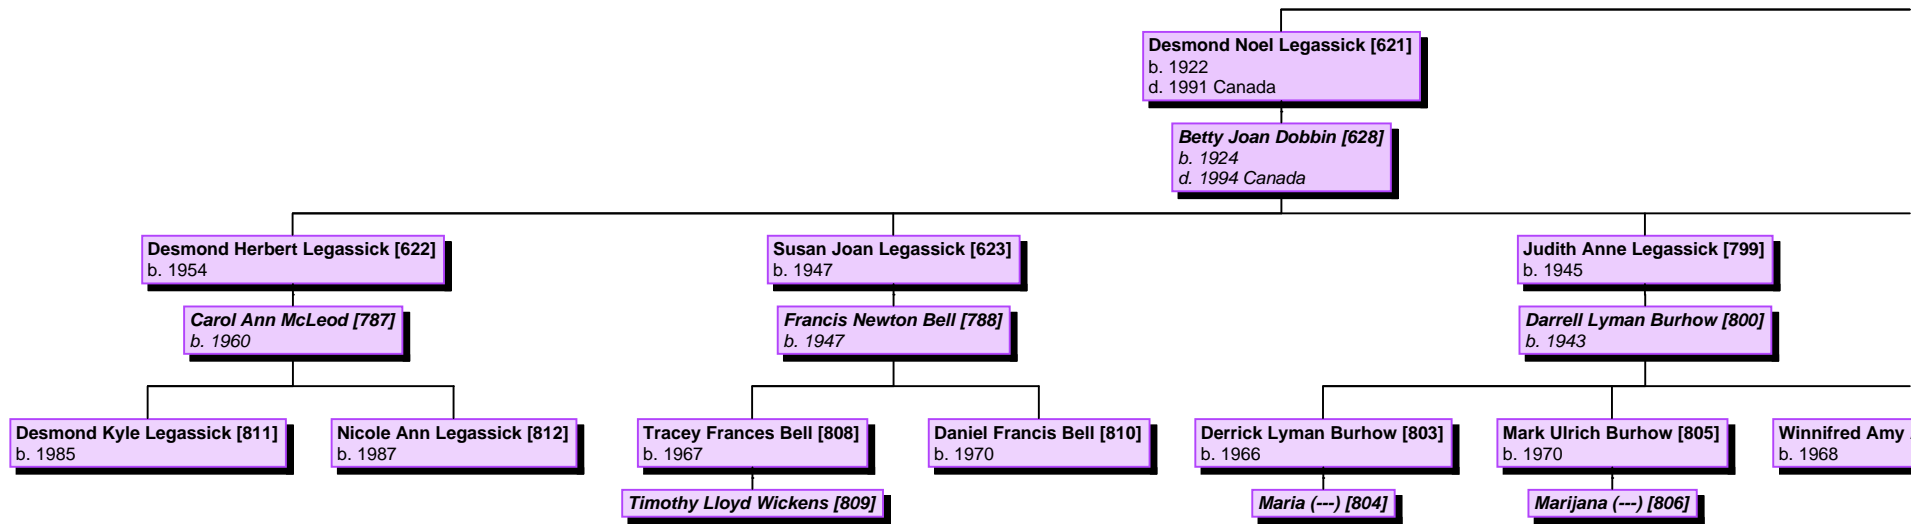 Desmond Noel Legassick [621]
b. 1922
d. 1991 Canada
Betty Joan Dobbin [628]
b. 1924
d. 1994 Canada
Desmond Herbert Legassick [622]
b. 1954
Susan Joan Legassick [623]
b. 1947
Judith Anne Legassick [799]
b. 1945
Carol Ann McLeod [787]
b. 1960
Francis Newton Bell [788]
b. 1947
Darrell Lyman Burhow [800]
b. 1943
Desmond Kyle Legassick [811]
b. 1985
Nicole Ann Legassick [812]
b. 1987
Tracey Frances Bell [808]
b. 1967
Daniel Francis Bell [810]
b. 1970
Derrick Lyman Burhow [803]
b. 1966
Mark Ulrich Burhow [805]
b. 1970
Winnifred Amy
b. 1968
Timothy Lloyd Wickens [809]
Maria (---) [804]
Marijana (---) [806]